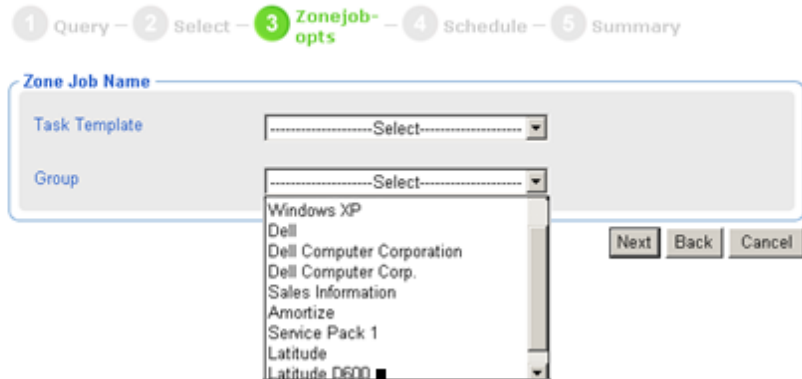 1 Query - 2 Select - 3 Zonejob-opts - 4 Schedule - 5 Summary
Zone Job Name
Task Template
---------------------Select--------------------
Group
---------------------Select--------------------
Windows XP
Dell
Dell Computer Corporation
Dell Computer Corp.
Sales Information
Amortize
Service Pack 1
Latitude
Latitude D600
Next Back Cancel